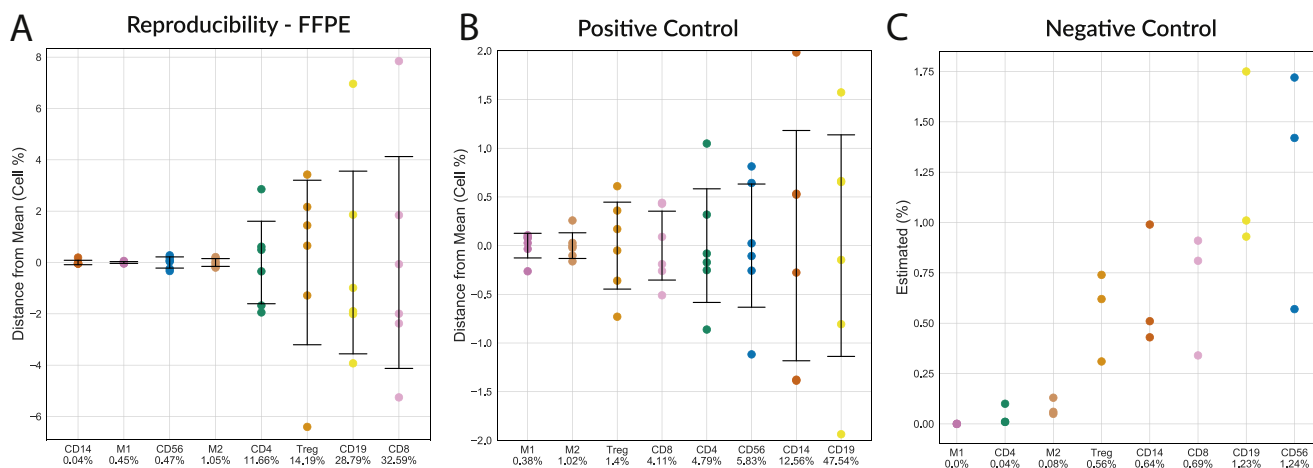 A
Reproducibility - FFPE
Distance from Mean (Cell %)
8
6
4
2
0
−2
−4
−6
CD14 M1 CD56 M2 CD4 Treg CD19 CD8
0.04% 0.45% 0.47% 1.05% 11.66% 14.19% 28.79% 32.59%
B
Positive Control
Distance from Mean (Cell %)
2.0
1.5
1.0
0.5
0.0
−0.5
−1.0
−1.5
−2.0
M1 M2 Treg CD8 CD4 CD56 CD14 CD19
0.38% 1.02% 1.4% 4.11% 4.79% 5.83% 12.56% 47.54%
C
Negative Control
Estimated (%)
1.75
1.50
1.25
1.00
0.75
0.50
0.25
0.00
M1 CD4 M2 Treg CD14 CD8 CD19 CD56
0.0% 0.04% 0.08% 0.56% 0.64% 0.69% 1.23% 1.24%